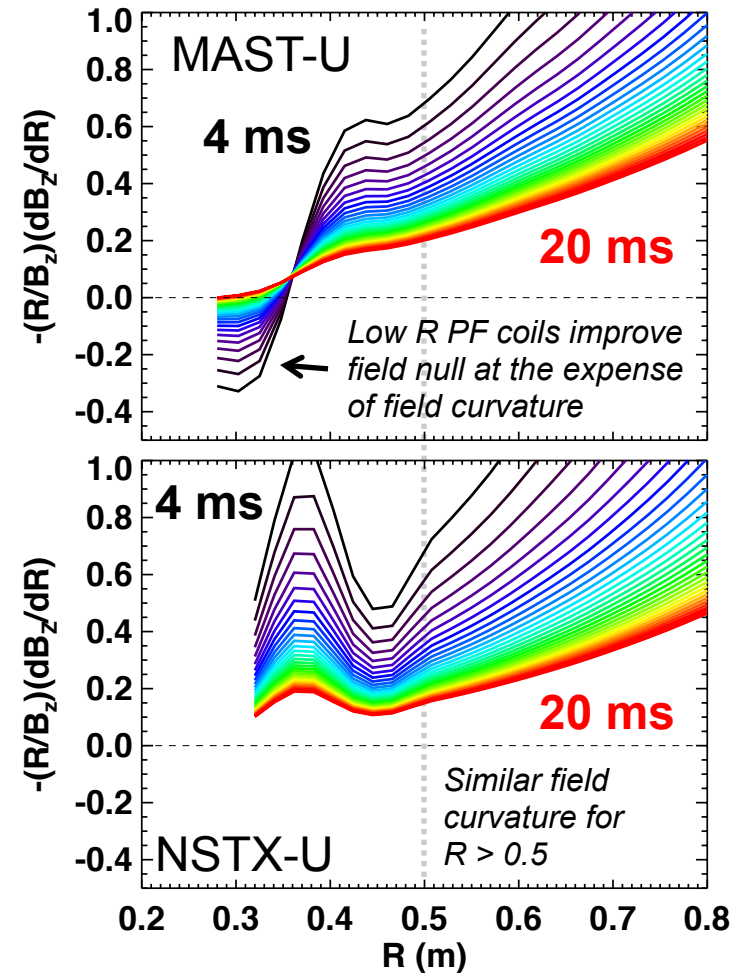 MAST-U
4 ms
20 ms
Low R PF coils improve
field null at the expense
of field curvature
-(R/B_z)(dB_z/dR)
1.0
0.8
0.6
0.4
0.2
0.0
-0.2
-0.4
4 ms
20 ms
Similar field
curvature for
R > 0.5
NSTX-U
-(R/B_z)(dB_z/dR)
1.0
0.8
0.6
0.4
0.2
0.0
-0.2
-0.4
0.2 0.3 0.4 0.5 0.6 0.7 0.8
R (m)